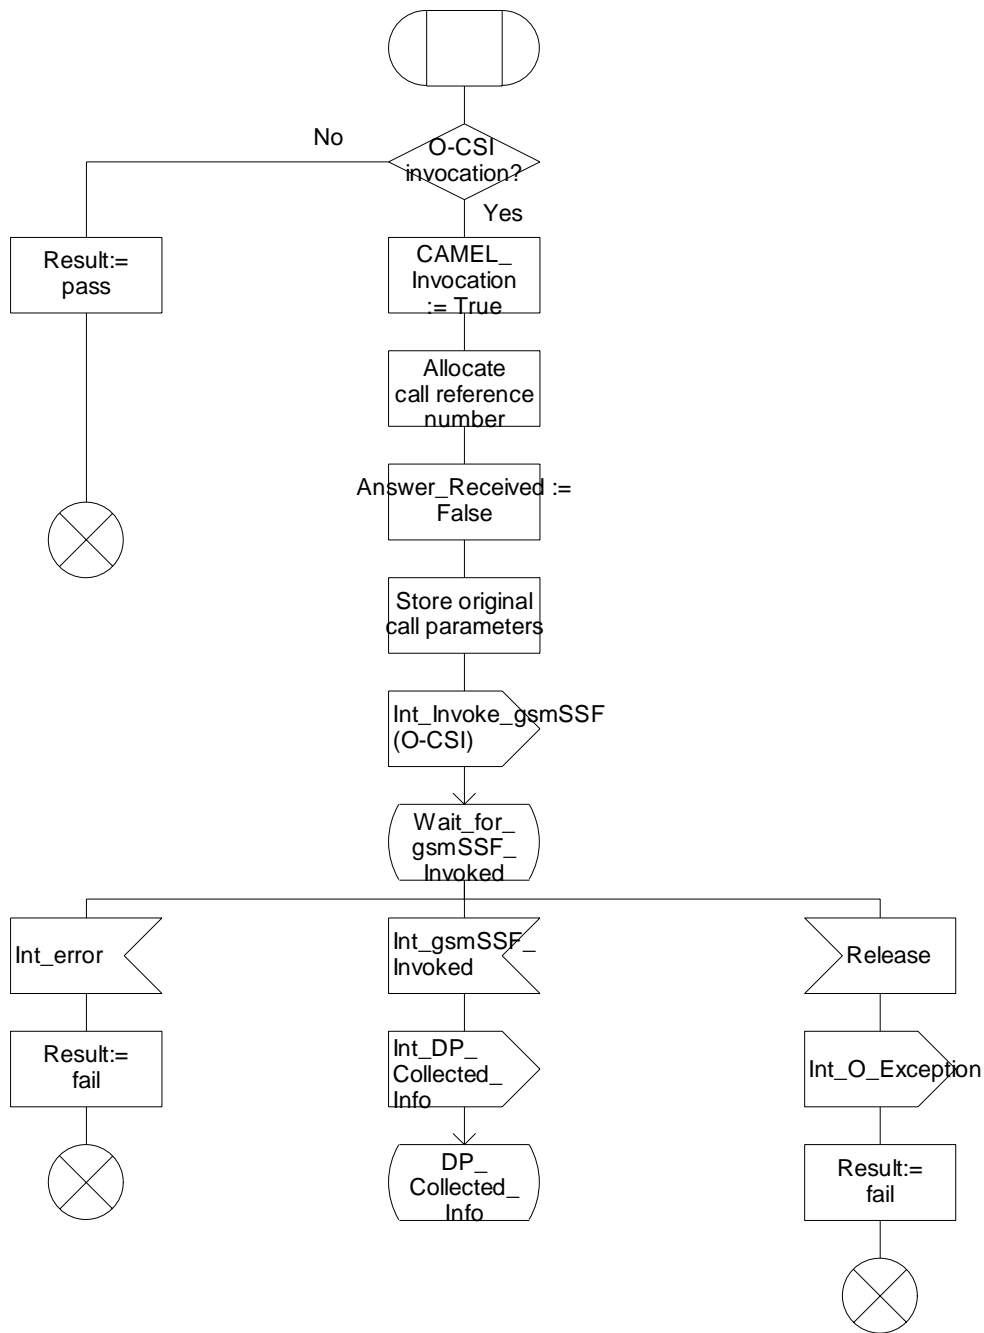 No
O-CSI
invocation?
Yes
Result:=
pass
CAMEL_
Invocation
:= True
Allocate
call reference
number
Answer_Received :=
False
Store original
call parameters
Int_Invoke_gsmSSF
(O-CSI)
Wait_for_
gsmSSF_
Invoked
Int_error
Int_gsmSSF_
Invoked
Release
Result:=
fail
Int_DP_
Collected_
Info
Int_O_Exception
DP_
Collected_
Info
Result:=
fail